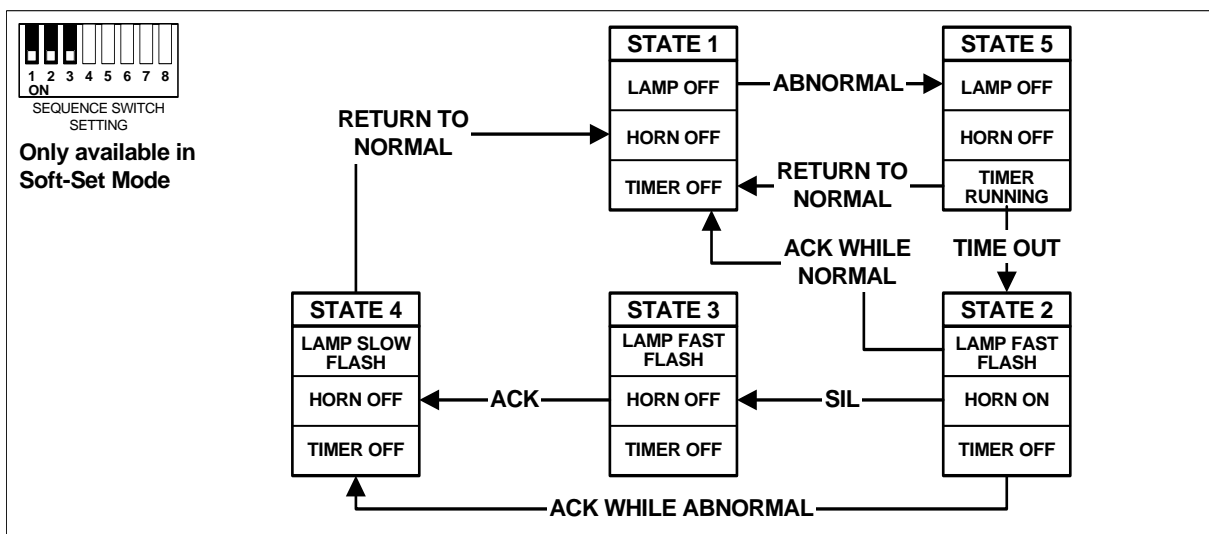 1 2 3 4 5 6 7 8
ON
SEQUENCE SWITCH
SETTING
Only available in
Soft-Set Mode
STATE 1
LAMP OFF
HORN OFF
TIMER OFF
ABNORMAL
STATE 5
LAMP OFF
HORN OFF
TIMER
RUNNING
RETURN TO
NORMAL
RETURN TO
NORMAL
ACK WHILE
NORMAL
TIME OUT
STATE 4
LAMP SLOW
FLASH
HORN OFF
TIMER OFF
ACK
STATE 3
LAMP FAST
FLASH
HORN OFF
TIMER OFF
SIL
STATE 2
LAMP FAST
FLASH
HORN ON
TIMER OFF
ACK WHILE ABNORMAL